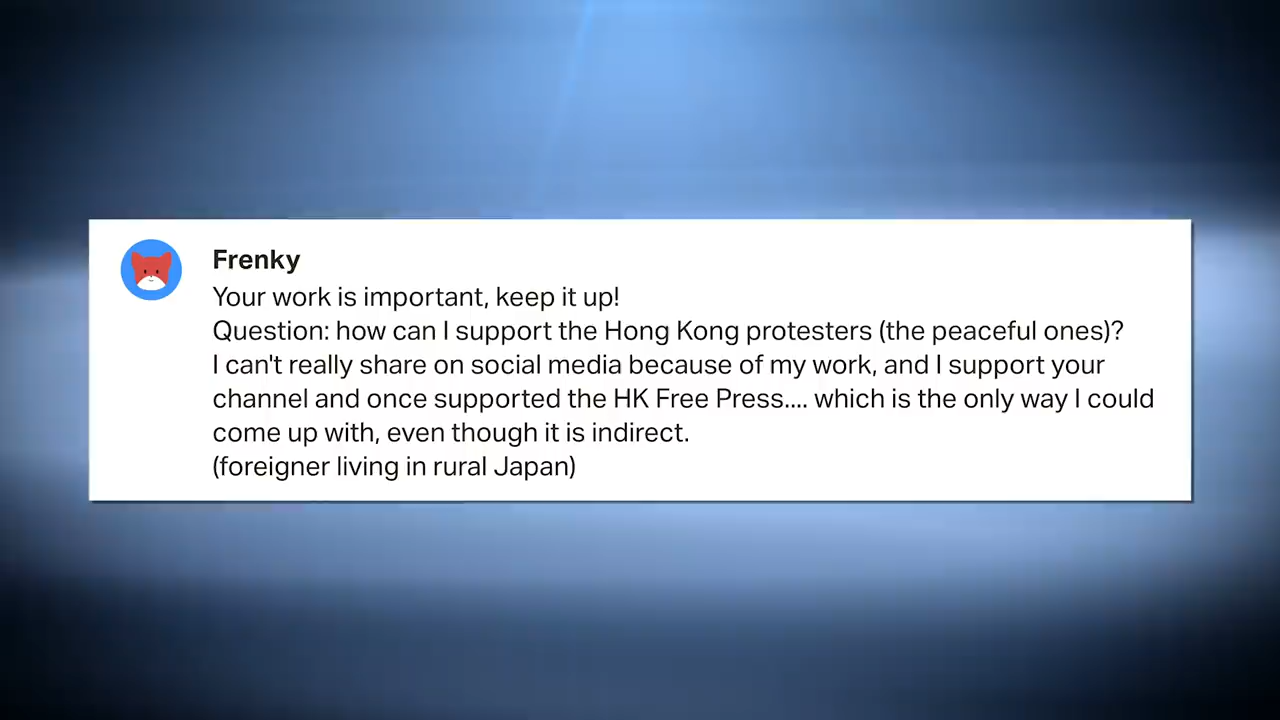 Frenky
Your work is important, keep it up!
Question: how can I support the Hong Kong protesters (the peaceful ones)?
I can't really share on social media because of my work, and I support your
channel and once supported the HK Free Press.... which is the only way I could
come up with, even though it is indirect.
(foreigner living in rural Japan)